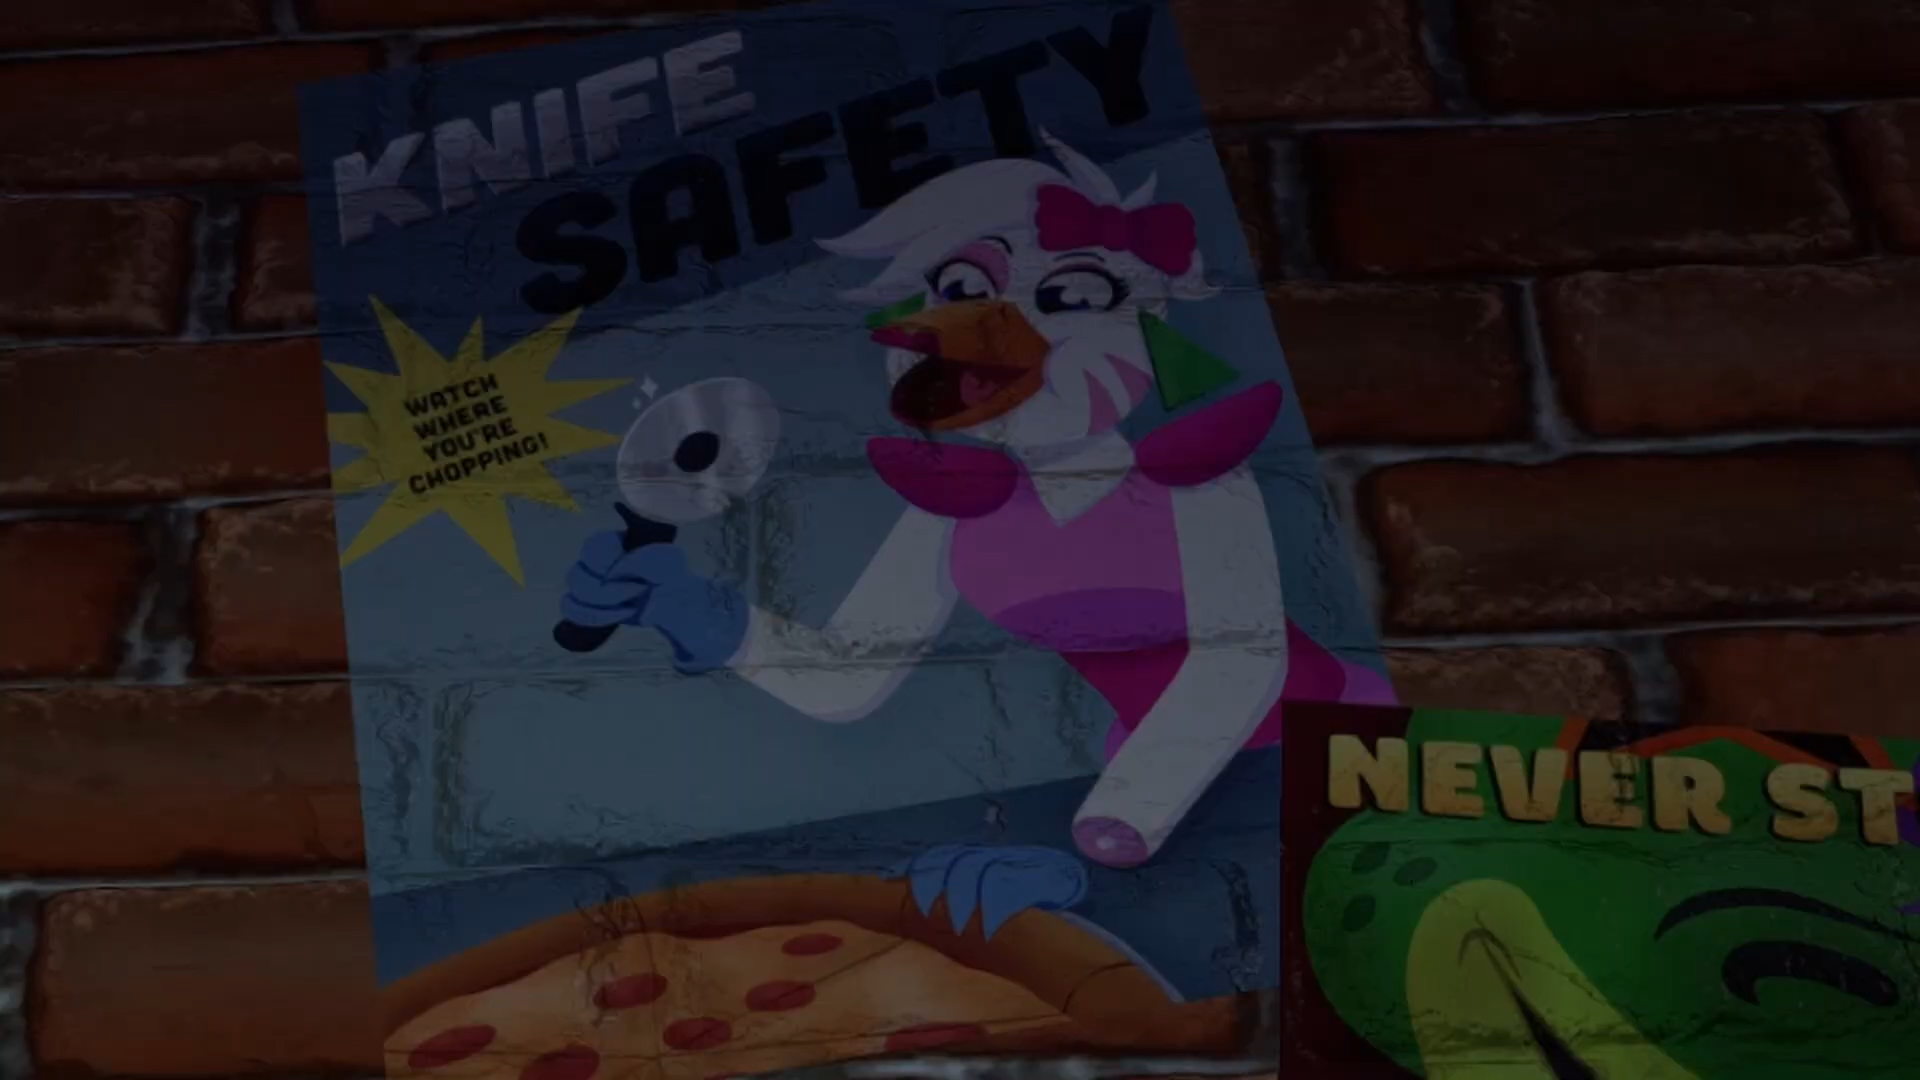 KNIFE
SAFETY
WATCH
WHERE
YOU'RE
CHOPPING!
NEVER ST